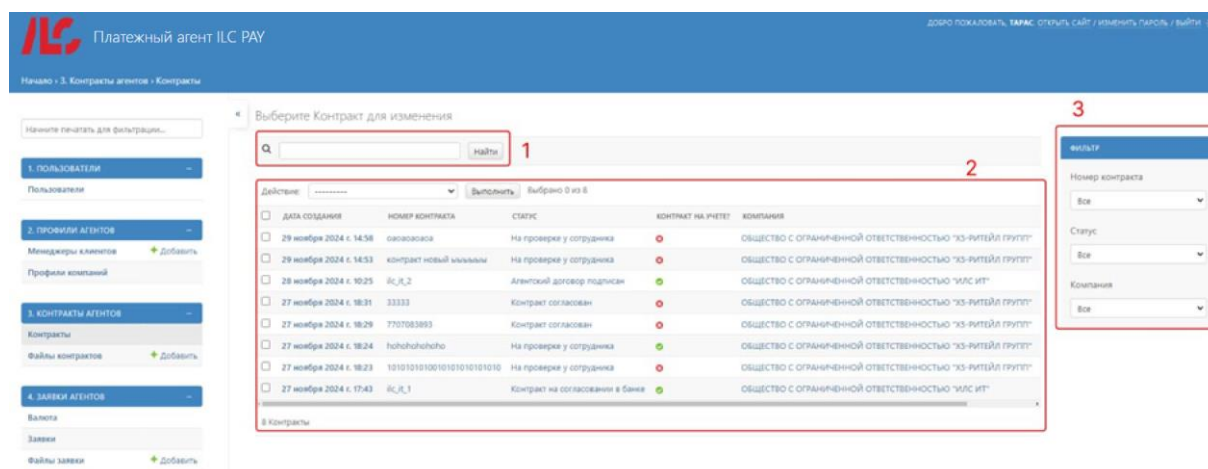 ILC Платежный агент ILC PAY
ДОБРО ПОЖАЛОВАТЬ, ТАРАС. ОТКРЫТЬ САЙТ / ИЗМЕНИТЬ ПАРОЛЬ / ВЫЙТИ
Начало › 3. Контракты агентов › Контракты
Начните печатать для фильтрации...
1. ПОЛЬЗОВАТЕЛИ −
Пользователи
2. ПРОФИЛИ АГЕНТОВ −
Менеджеры клиентов + Добавить
Профили компаний
3. КОНТРАКТЫ АГЕНТОВ −
Контракты
Файлы контрактов + Добавить
4. ЗАЯВКИ АГЕНТОВ −
Валюта
Заявки
Файлы заявки + Добавить
«
Выберите Контракт для изменения
Найти
1
2
Действие: --------- Выполнить Выбрано 0 из 8
ДАТА СОЗДАНИЯ НОМЕР КОНТРАКТА СТАТУС КОНТРАКТ НА УЧЕТЕ? КОМПАНИЯ
29 ноября 2024 г. 14:58 оаоаоаоаоа На проверке у сотрудника ОБЩЕСТВО С ОГРАНИЧЕННОЙ ОТВЕТСТВЕННОСТЬЮ "Х5-РИТЕЙЛ ГРУПП"
29 ноября 2024 г. 14:53 контракт новый ыыыыыы На проверке у сотрудника ОБЩЕСТВО С ОГРАНИЧЕННОЙ ОТВЕТСТВЕННОСТЬЮ "Х5-РИТЕЙЛ ГРУПП"
28 ноября 2024 г. 10:25 ilc_it_2 Агентский договор подписан ОБЩЕСТВО С ОГРАНИЧЕННОЙ ОТВЕТСТВЕННОСТЬЮ "ИЛС ИТ"
27 ноября 2024 г. 18:31 33333 Контракт согласован ОБЩЕСТВО С ОГРАНИЧЕННОЙ ОТВЕТСТВЕННОСТЬЮ "Х5-РИТЕЙЛ ГРУПП"
27 ноября 2024 г. 18:29 7707083893 Контракт согласован ОБЩЕСТВО С ОГРАНИЧЕННОЙ ОТВЕТСТВЕННОСТЬЮ "Х5-РИТЕЙЛ ГРУПП"
27 ноября 2024 г. 18:24 hohohohohoho На проверке у сотрудника ОБЩЕСТВО С ОГРАНИЧЕННОЙ ОТВЕТСТВЕННОСТЬЮ "Х5-РИТЕЙЛ ГРУПП"
27 ноября 2024 г. 18:23 На проверке у сотрудника ОБЩЕСТВО С ОГРАНИЧЕННОЙ ОТВЕТСТВЕННОСТЬЮ "Х5-РИТЕЙЛ ГРУПП"
27 ноября 2024 г. 17:43 ilc_it_1 Контракт на согласовании в банке ОБЩЕСТВО С ОГРАНИЧЕННОЙ ОТВЕТСТВЕННОСТЬЮ "ИЛС ИТ"
8 Контракты
3
ФИЛЬТР
Номер контракта
Все
Статус
Все
Компания
Все